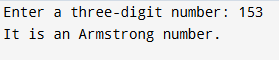 Enter a three-digit number: 153
It is an Armstrong number.